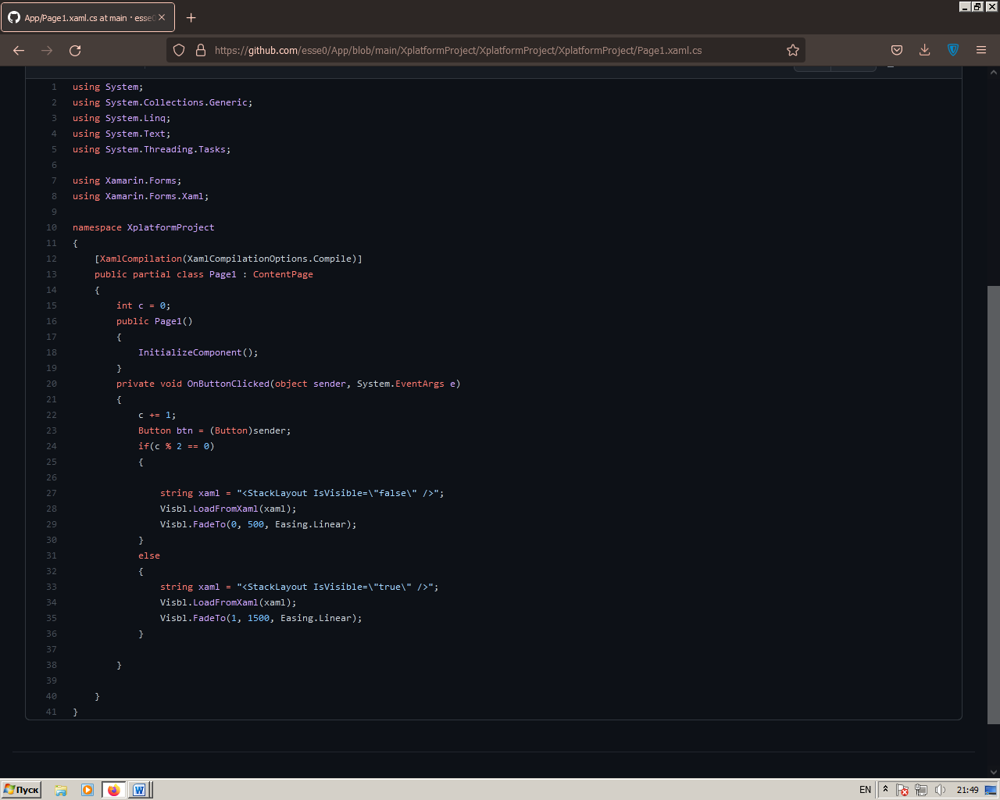 App/Page1.xaml.cs at main · esse0
https://github.com/esse0/App/blob/main/XplatformProject/XplatformProject/XplatformProject/Page1.xaml.cs
1 using System;
2 using System.Collections.Generic;
3 using System.Linq;
4 using System.Text;
5 using System.Threading.Tasks;
6
7 using Xamarin.Forms;
8 using Xamarin.Forms.Xaml;
9
10 namespace XplatformProject
11 {
12 [XamlCompilation(XamlCompilationOptions.Compile)]
13 public partial class Page1 : ContentPage
14 {
15 int c = 0;
16 public Page1()
17 {
18 InitializeComponent();
19 }
20 private void OnButtonClicked(object sender, System.EventArgs e)
21 {
22 c += 1;
23 Button btn = (Button)sender;
24 if(c % 2 == 0)
25 {
26
27 string xaml = "<StackLayout IsVisible=\"false\" />";
28 Visbl.LoadFromXaml(xaml);
29 Visbl.FadeTo(0, 500, Easing.Linear);
30 }
31 else
32 {
33 string xaml = "<StackLayout IsVisible=\"true\" />";
34 Visbl.LoadFromXaml(xaml);
35 Visbl.FadeTo(1, 1500, Easing.Linear);
36 }
37
38 }
39
40 }
41 }
Пуск
EN
21:49